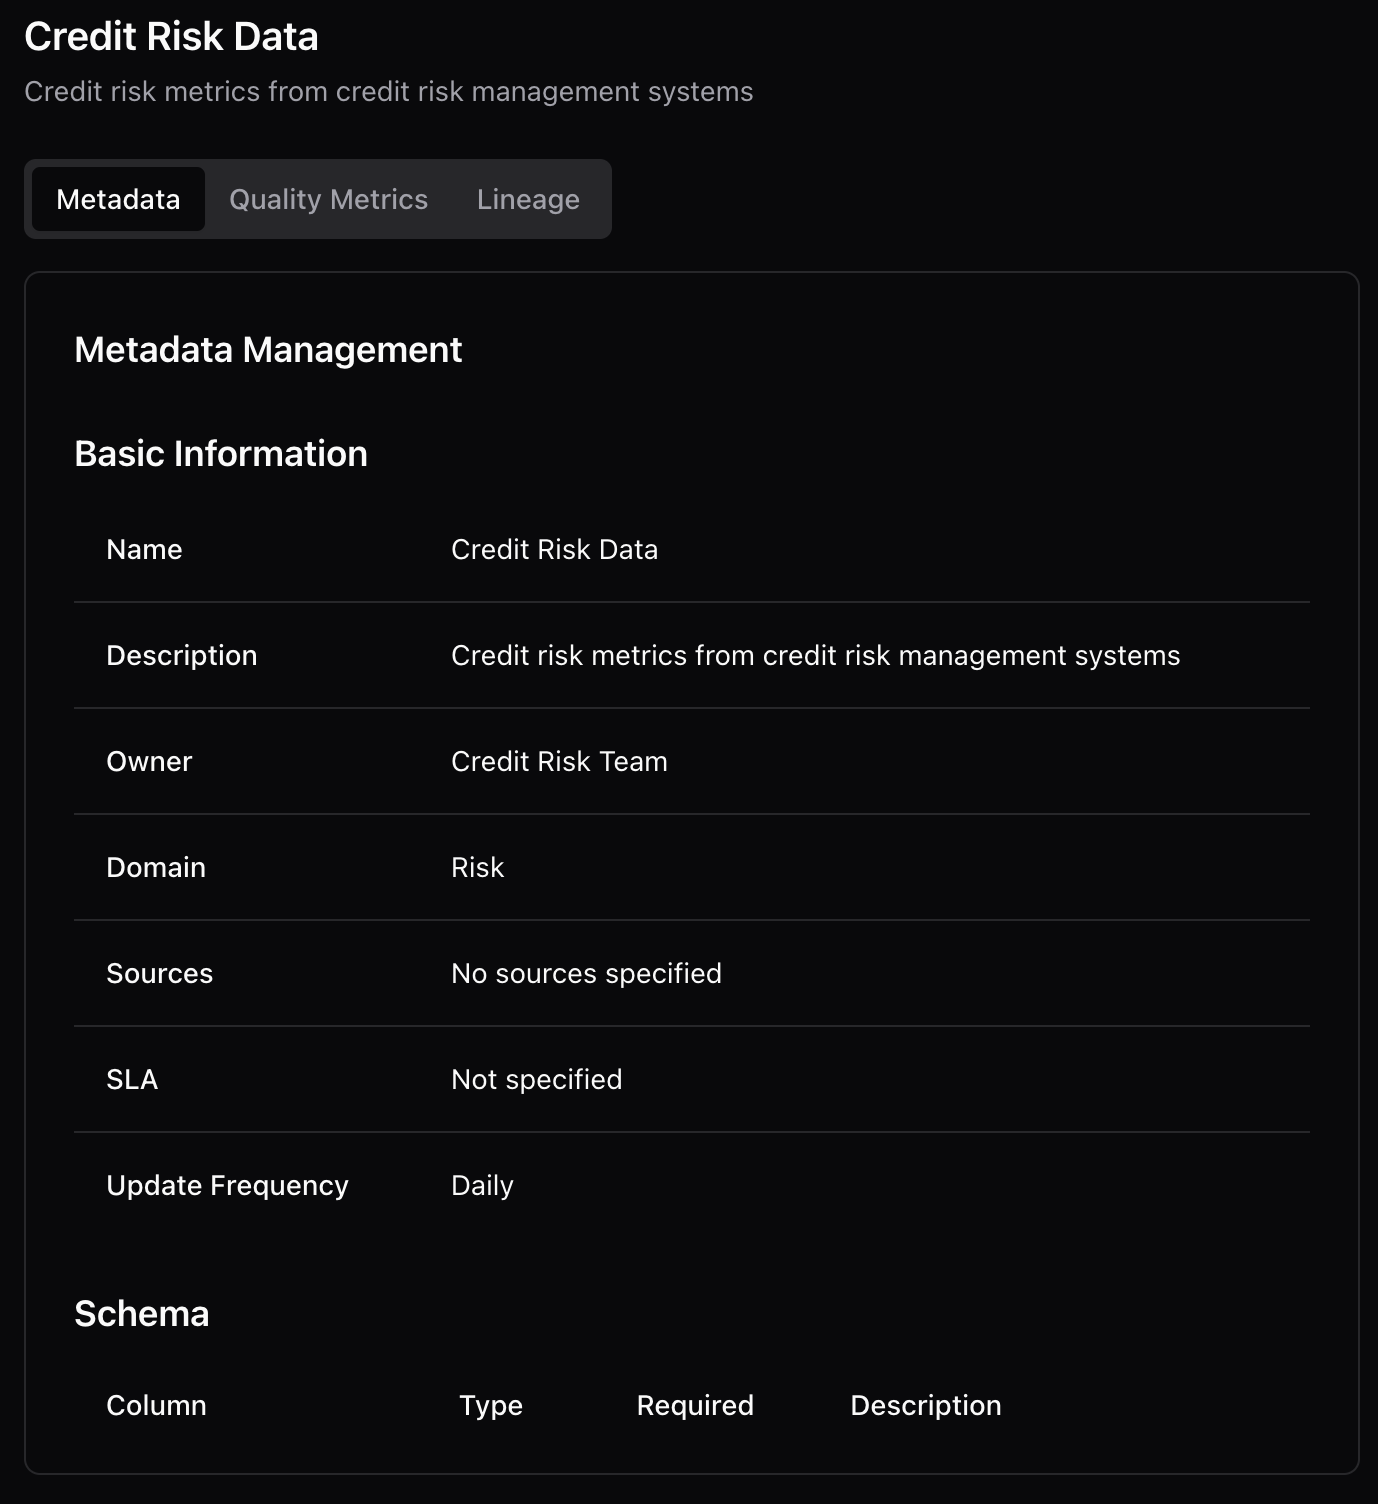 Credit Risk Data
Credit risk metrics from credit risk management systems
Metadata Quality Metrics Lineage
Metadata Management
Basic Information
Name Credit Risk Data
Description Credit risk metrics from credit risk management systems
Owner Credit Risk Team
Domain Risk
Sources No sources specified
SLA Not specified
Update Frequency Daily
Schema
Column Type Required Description